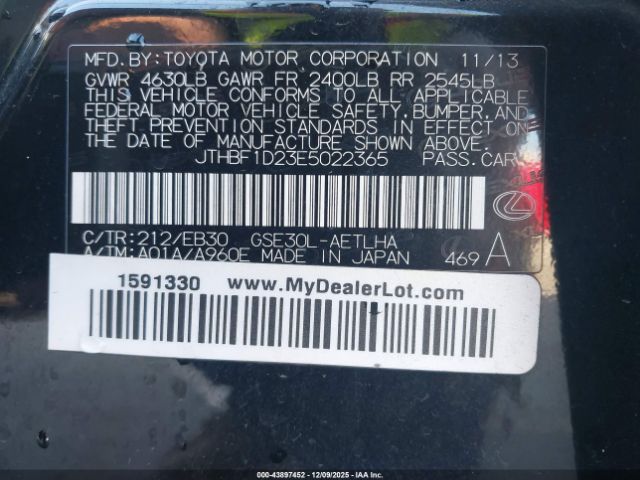 MFD. BY: TOYOTA MOTOR CORPORATION 11/13
GVWR 4630LB GAWR FR 2400LB RR 2545LB
THIS VEHICLE CONFORMS TO ALL APPLICABLE
FEDERAL MOTOR VEHICLE SAFETY, BUMPER, AND
THEFT PREVENTION STANDARDS IN EFFECT ON
THE DATE OF MANUFACTURE SHOWN ABOVE.
JTHBF1D23E5022365 PASS. CAR
C/TR: 212/EB30 GSE30L-AETLHA
A/TM: A01A/A960E MADE IN JAPAN 469 A
1591330 www.MyDealerLot.com
000-43897452 - 12/09/2025 - IAAI.COM